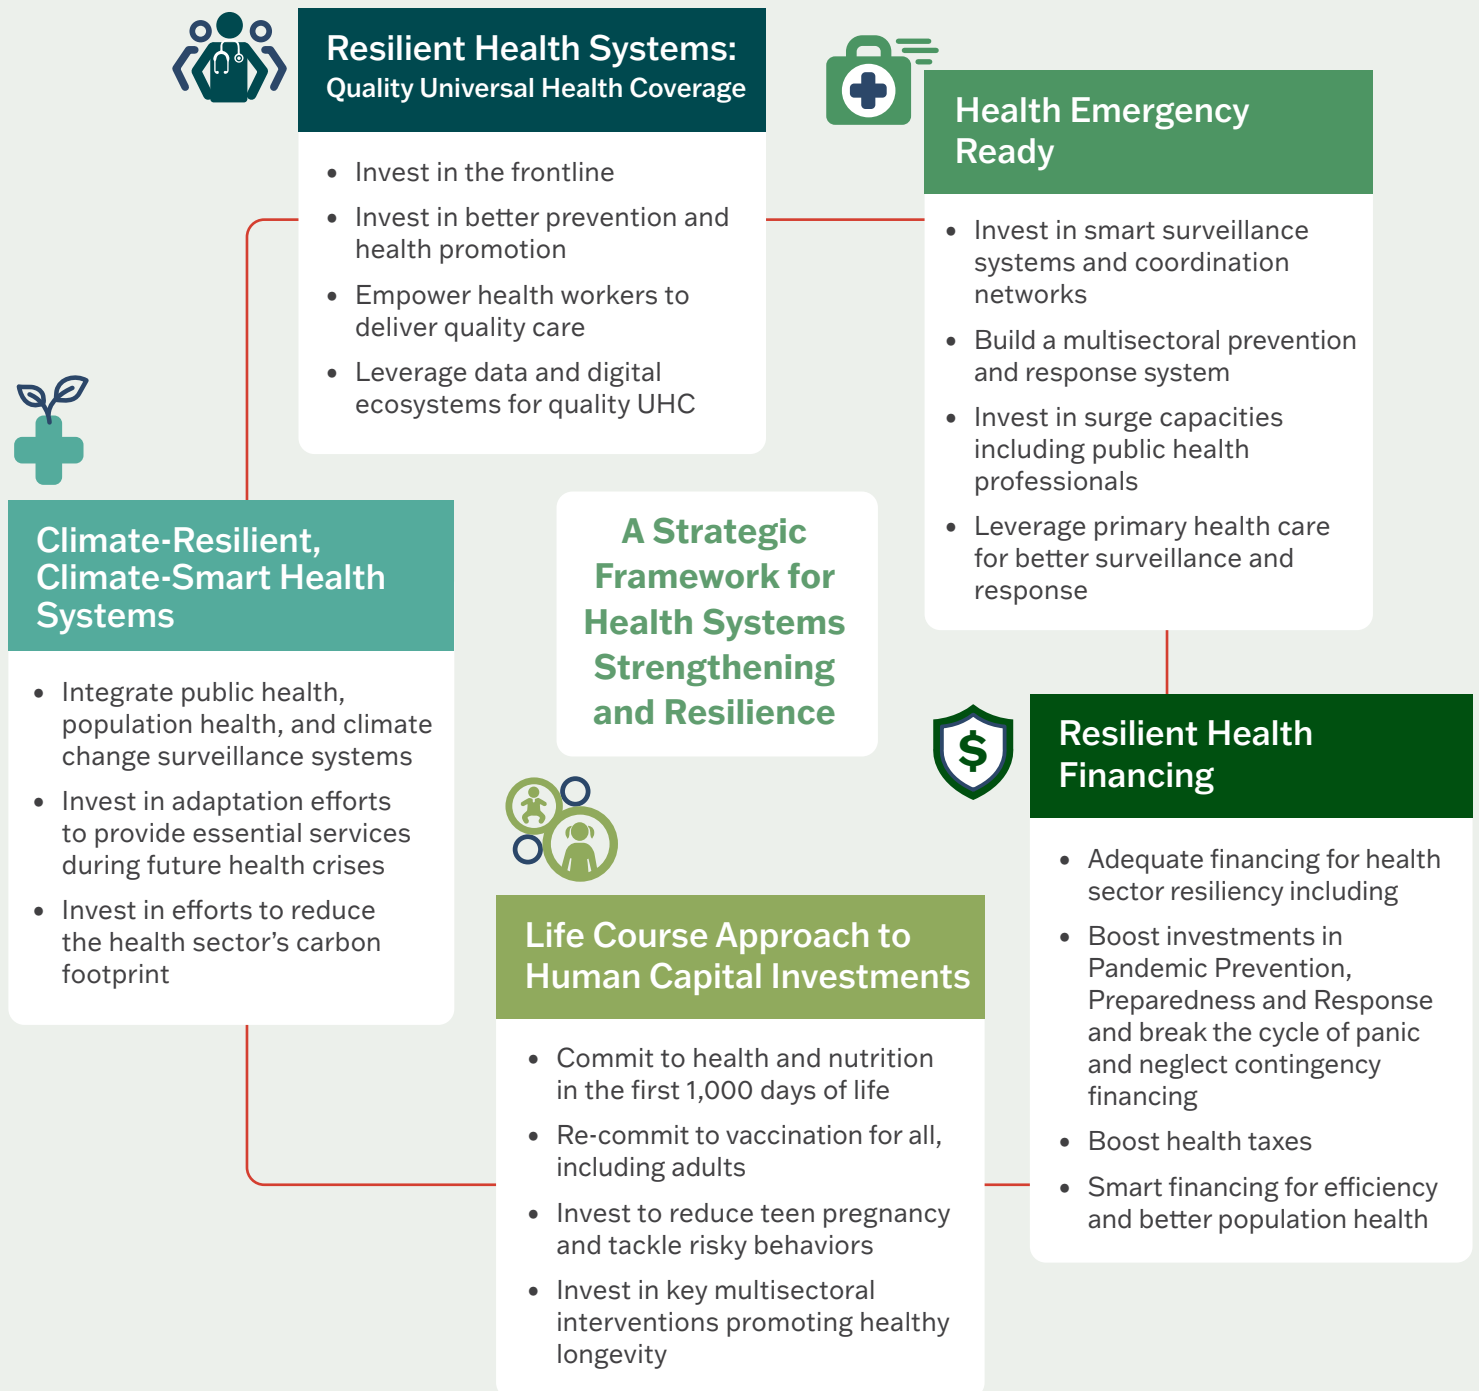 Resilient Health Systems:
Quality Universal Health Coverage
• Invest in the frontline
• Invest in better prevention and
health promotion
• Empower health workers to
deliver quality care
• Leverage data and digital
ecosystems for quality UHC
Health Emergency
Ready
• Invest in smart surveillance
systems and coordination
networks
• Build a multisectoral prevention
and response system
• Invest in surge capacities
including public health
professionals
• Leverage primary health care
for better surveillance and
response
Climate-Resilient,
Climate-Smart Health
Systems
• Integrate public health,
population health, and climate
change surveillance systems
• Invest in adaptation efforts
to provide essential services
during future health crises
• Invest in efforts to reduce
the health sector’s carbon
footprint
A Strategic
Framework for
Health Systems
Strengthening
and Resilience
$
Resilient Health
Financing
• Adequate financing for health
sector resiliency including
• Boost investments in
Pandemic Prevention,
Preparedness and Response
and break the cycle of panic
and neglect contingency
financing
• Boost health taxes
• Smart financing for efficiency
and better population health
Life Course Approach to
Human Capital Investments
• Commit to health and nutrition
in the first 1,000 days of life
• Re-commit to vaccination for all,
including adults
• Invest to reduce teen pregnancy
and tackle risky behaviors
• Invest in key multisectoral
interventions promoting healthy
longevity